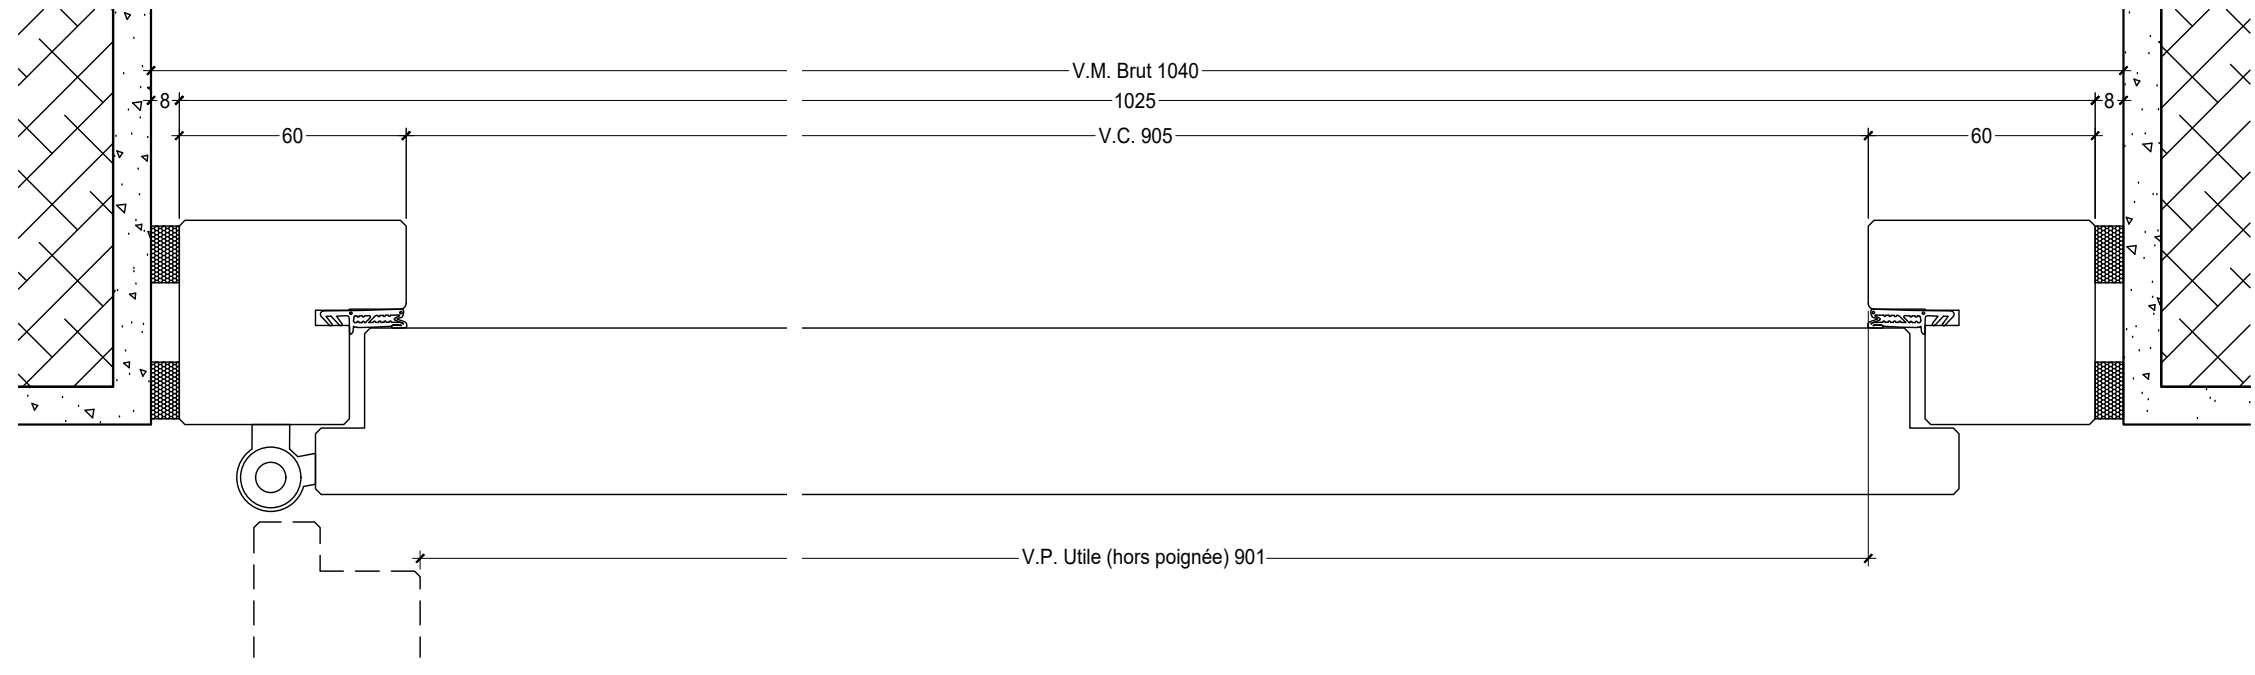 V.M. Brut 1040
8
1025
8
60
V.C. 905
60
V.P. Utile (hors poignée) 901